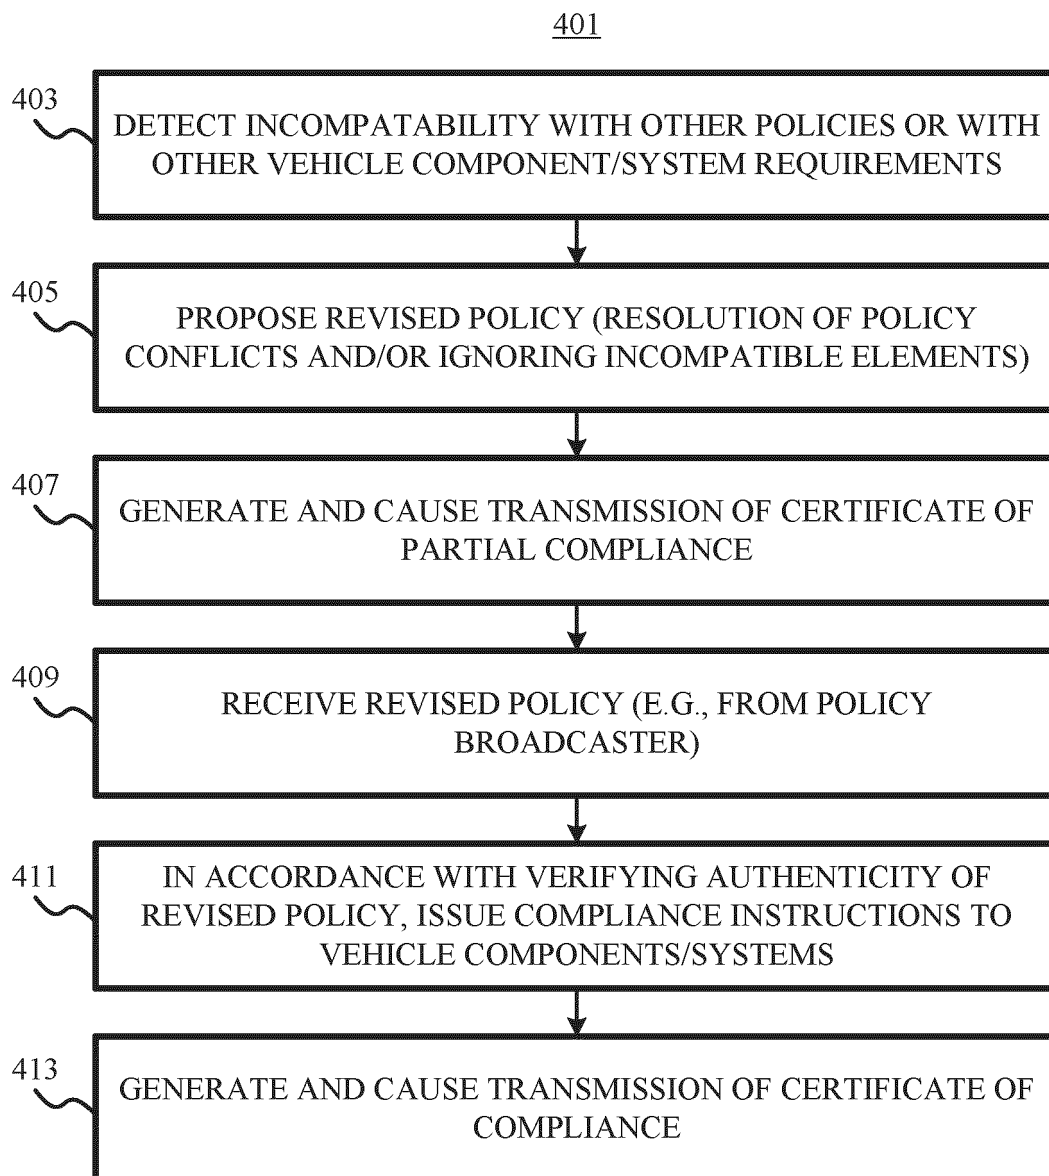 401
403
DETECT INCOMPATABILITY WITH OTHER POLICIES OR WITH
OTHER VEHICLE COMPONENT/SYSTEM REQUIREMENTS
405
PROPOSE REVISED POLICY (RESOLUTION OF POLICY
CONFLICTS AND/OR IGNORING INCOMPATIBLE ELEMENTS)
407
GENERATE AND CAUSE TRANSMISSION OF CERTIFICATE OF
PARTIAL COMPLIANCE
409
RECEIVE REVISED POLICY (E.G., FROM POLICY
BROADCASTER)
411
IN ACCORDANCE WITH VERIFYING AUTHENTICITY OF
REVISED POLICY, ISSUE COMPLIANCE INSTRUCTIONS TO
VEHICLE COMPONENTS/SYSTEMS
413
GENERATE AND CAUSE TRANSMISSION OF CERTIFICATE OF
COMPLIANCE